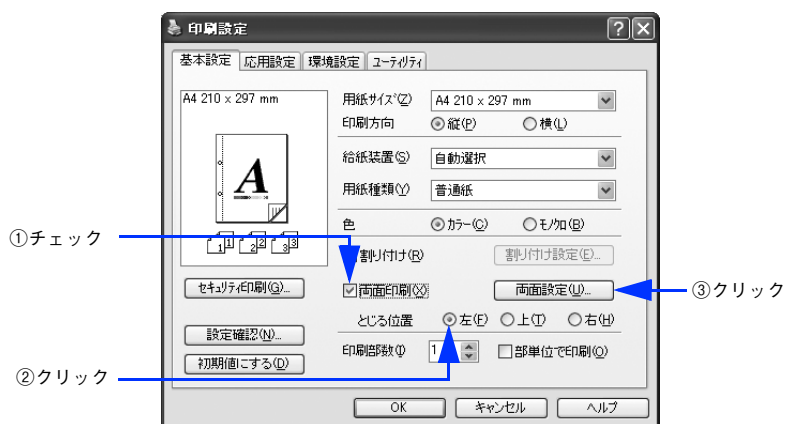 印刷設定
基本設定 応用設定 環境設定 ユーティリティ
A4 210 x 297 mm
用紙サイズ(Z) A4 210 x 297 mm
印刷方向 縦(P) 横(L)
給紙装置(S) 自動選択
A
用紙種類(Y) 普通紙
色 カラー(C) モノクロ(B)
①チェック
1 1 2 2 3 3
割り付け(R) 割り付け設定(E)...
セキュリティ印刷(G)... 両面印刷(X) 両面設定(U)... ③クリック
とじる位置 左(F) 上(T) 右(H)
設定確認(N)...
印刷部数(I) 1 部単位で印刷(O)
初期値にする(D)
②クリック
OK キャンセル ヘルプ